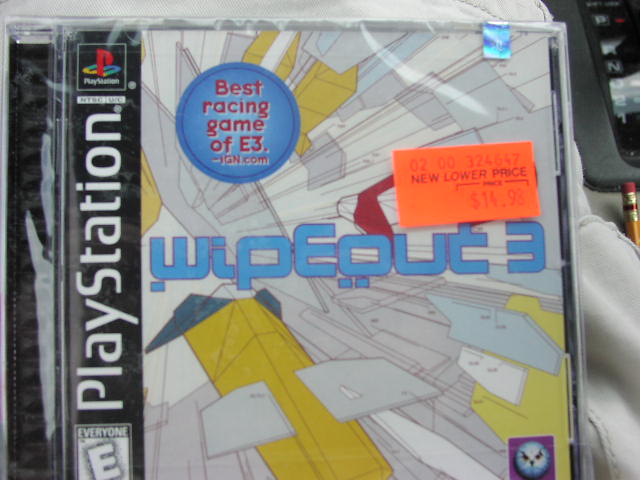 PlayStation
NTSC U/C
PlayStation
Best
racing
game
of E3.
—IGN.com
02 00 324647
NEW LOWER PRICE
PRICE
$14.98
wipEout 3
EVERYONE
E